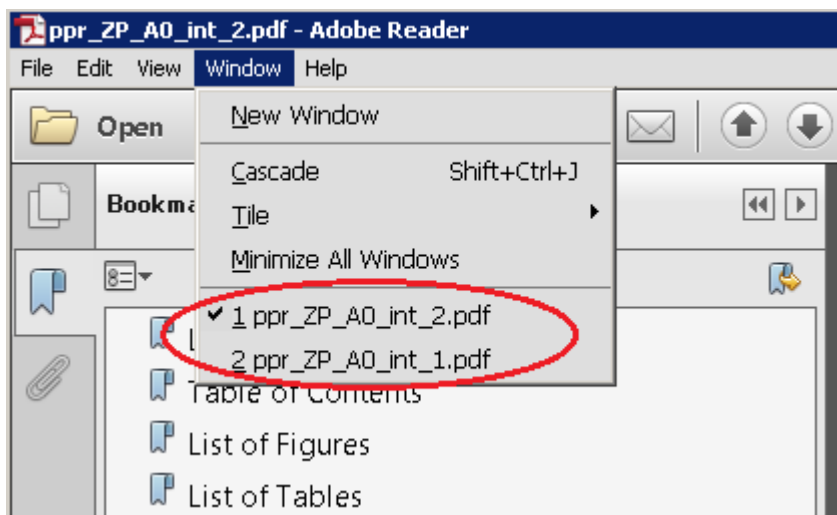 ppr_ZP_A0_int_2.pdf - Adobe Reader
File Edit View Window Help
Open
New Window
Cascade Shift+Ctrl+J
Tile
Minimize All Windows
1 ppr_ZP_A0_int_2.pdf
2 ppr_ZP_A0_int_1.pdf
Bookma
L
Table of Contents
List of Figures
List of Tables